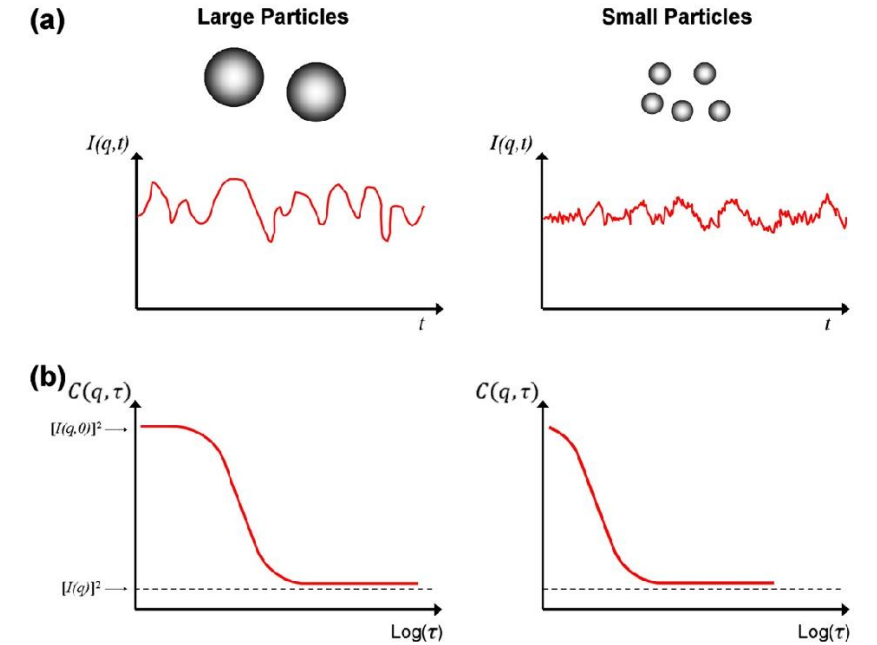 (a)
Large Particles
Small Particles
I(q,t)
I(q,t)
t
t
(b)
C(q,τ)
C(q,τ)
[I(q,0)]²
[I(q)]²
Log(τ)
Log(τ)